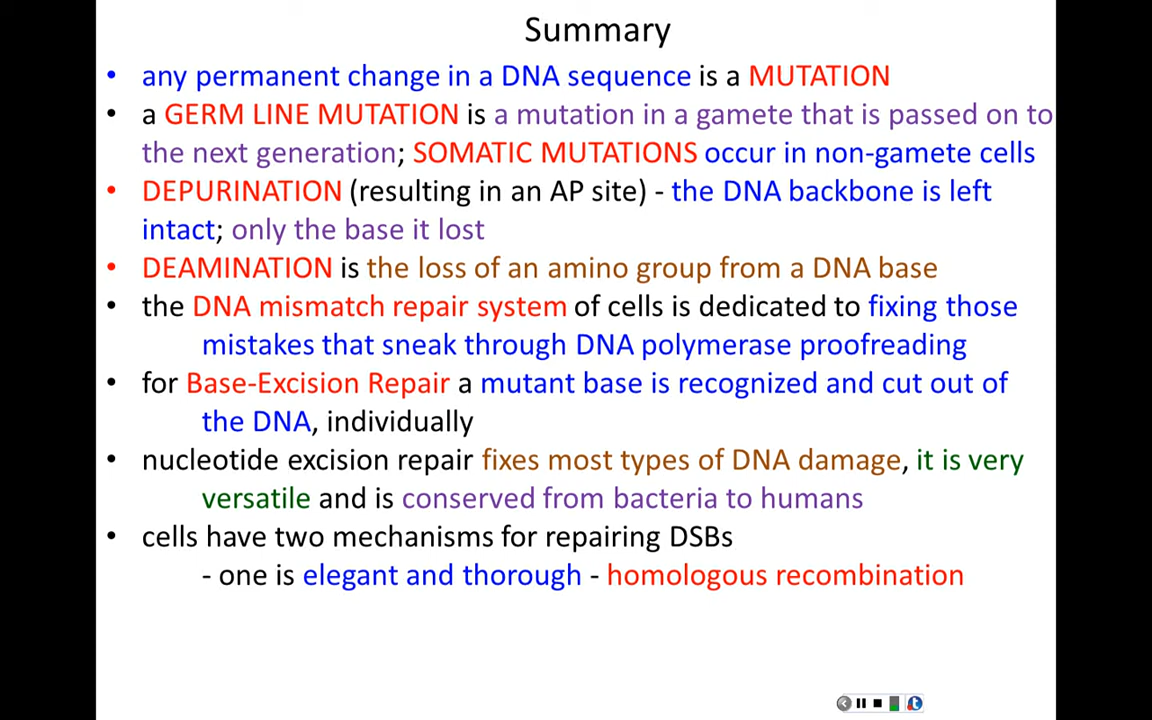 Summary
• any permanent change in a DNA sequence is a MUTATION
• a GERM LINE MUTATION is a mutation in a gamete that is passed on to
the next generation; SOMATIC MUTATIONS occur in non-gamete cells
• DEPURINATION (resulting in an AP site) - the DNA backbone is left
intact; only the base it lost
• DEAMINATION is the loss of an amino group from a DNA base
• the DNA mismatch repair system of cells is dedicated to fixing those
mistakes that sneak through DNA polymerase proofreading
• for Base-Excision Repair a mutant base is recognized and cut out of
the DNA, individually
• nucleotide excision repair fixes most types of DNA damage, it is very
versatile and is conserved from bacteria to humans
• cells have two mechanisms for repairing DSBs
- one is elegant and thorough - homologous recombination